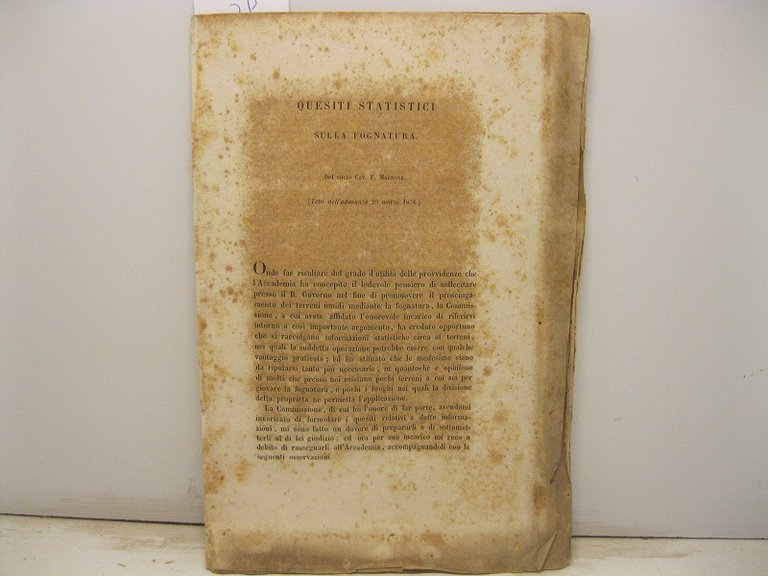 QUESITI STATISTICI
SULLA FOGNATURA.
Del socio Cav. F.
(Letti nell'adunanza 29 marzo
Onde far risultare del grado d'utilità delle provvidenze che
l'Accademia ha concepito il lodevole pensiero di sollecitare
presso il R. Governo nel fine di promuovere il prosciuga-
mento dei terreni umidi mediante la fognatura, la Commis-
sione, a cui avete affidato l'onorevole incarico di riferirvi
intorno a così importante argomento, ha creduto opportuno
che si raccolgano informazioni statistiche circa ai terreni,
nei quali la suddetta operazione potrebbe essere con qualche
vantaggio praticata; ed ha stimato che le medesime siano
da riputarsi tanto più necessarie, in quantochè è opinione
di molti che presso noi esistano pochi terreni a cui sia per
giovare la fognatura, e pochi i luoghi nei quali la divisione
della proprietà ne permetta l'applicazione.
La Commissione, di cui ho l'onore di far parte, avendomi
incaricato di formolare i quesiti relativi a dette informa-
zioni, mi sono fatto un dovere di prepararli e di sottomet-
terli al di lei giudizio; ed ora per suo incarico mi reco a
debito di rassegnarli all'Accademia, accompagnandoli con le
seguenti osservazioni.